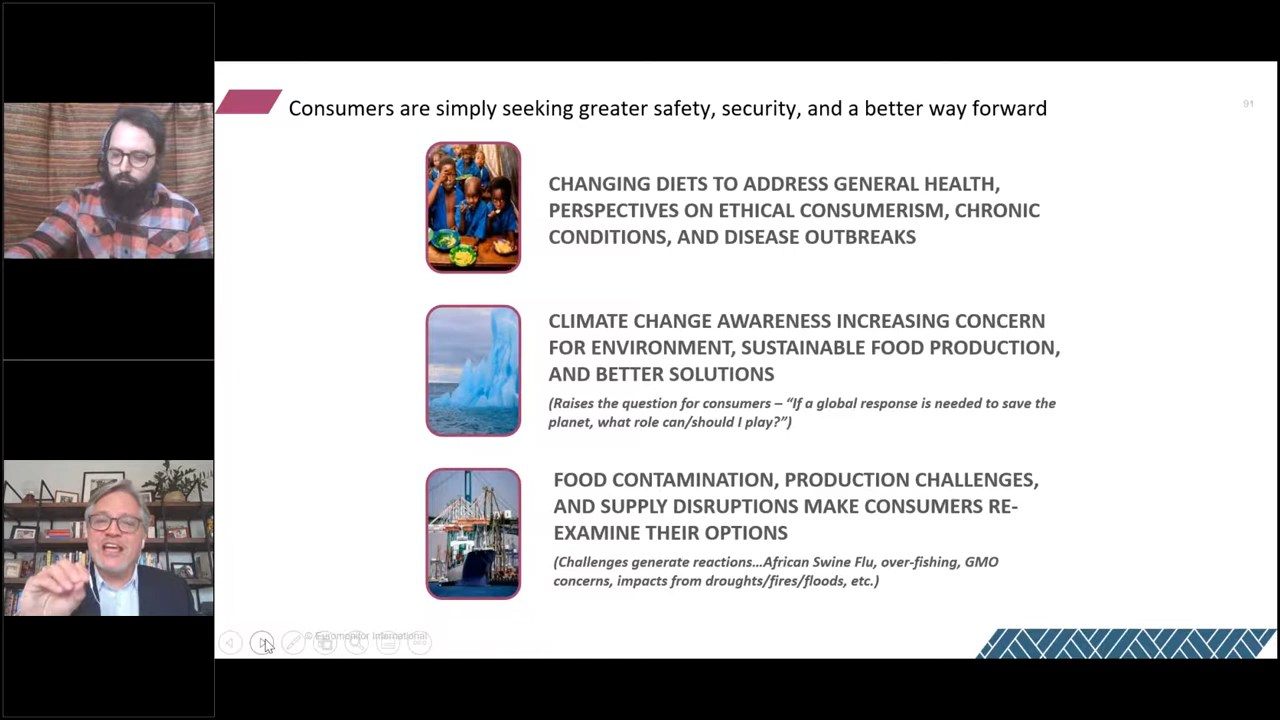 Consumers are simply seeking greater safety, security, and a better way forward
91
CHANGING DIETS TO ADDRESS GENERAL HEALTH,
PERSPECTIVES ON ETHICAL CONSUMERISM, CHRONIC
CONDITIONS, AND DISEASE OUTBREAKS
CLIMATE CHANGE AWARENESS INCREASING CONCERN
FOR ENVIRONMENT, SUSTAINABLE FOOD PRODUCTION,
AND BETTER SOLUTIONS
(Raises the question for consumers – “If a global response is needed to save the
planet, what role can/should I play?”)
FOOD CONTAMINATION, PRODUCTION CHALLENGES,
AND SUPPLY DISRUPTIONS MAKE CONSUMERS RE-
EXAMINE THEIR OPTIONS
(Challenges generate reactions…African Swine Flu, over-fishing, GMO
concerns, impacts from droughts/fires/floods, etc.)
© Euromonitor International